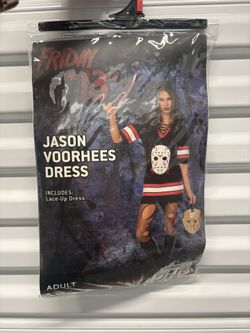 FRIDAY
THE 13TH
JASON
VOORHEES
DRESS
INCLUDES:
Lace-Up Dress
ADULT